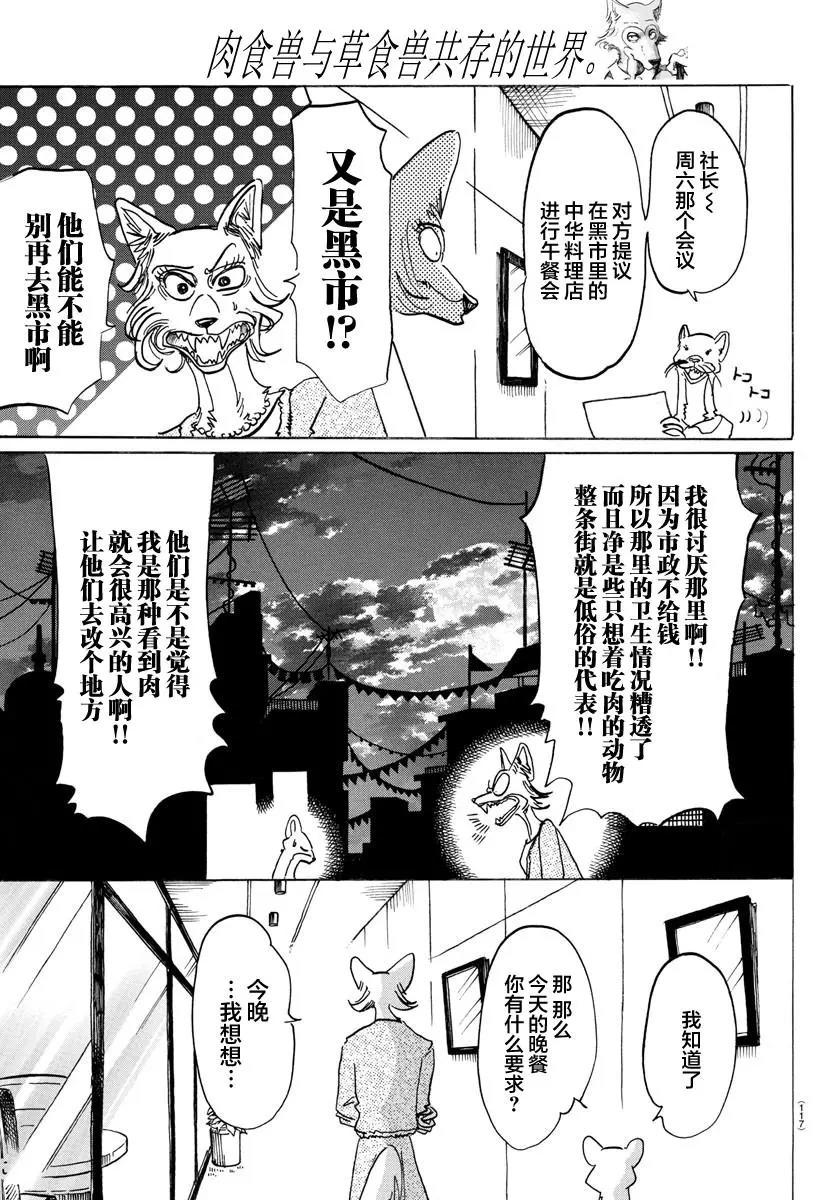 肉食兽与草食兽共存的世界。
社长~
周六那个会议
对方提议
在黑市里的
中华料理店
进行午餐会
トコ
トコ
又是黑市!?
他们能不能
别再去黑市啊
我很讨厌那里啊!!
因为市政不给钱
所以那里的卫生情况糟透了
而且净是些只想着吃肉的动物
整条街就是低俗的代表!!
他们是不是觉得
我是那种看到肉
就会很高兴的人啊!!
让他们去改个地方
我知道了
那 那么
今天的晚餐
你有什么要求?
今晚
…我想想…
(117)